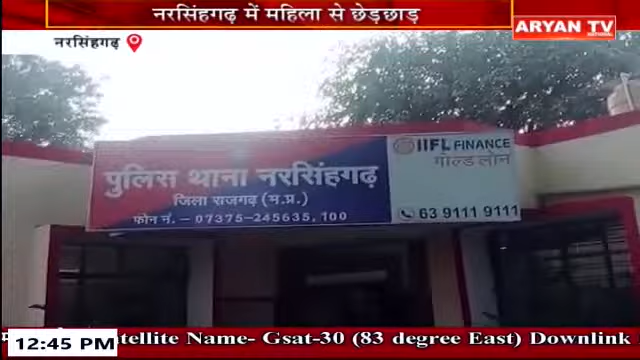 नरसिंहगढ़ में महिला से छेड़छाड़
ARYAN TV
NATIONAL
नरसिंहगढ़
IIFL FINANCE
गोल्ड लोन
पुलिस थाना नरसिंहगढ़
जिला राजगढ़ (म.प्र.)
फोन नं. – 07375-245635, 100
63 9111 9111
12:45 PM
tellite Name- Gsat-30 (83 degree East) Downlink